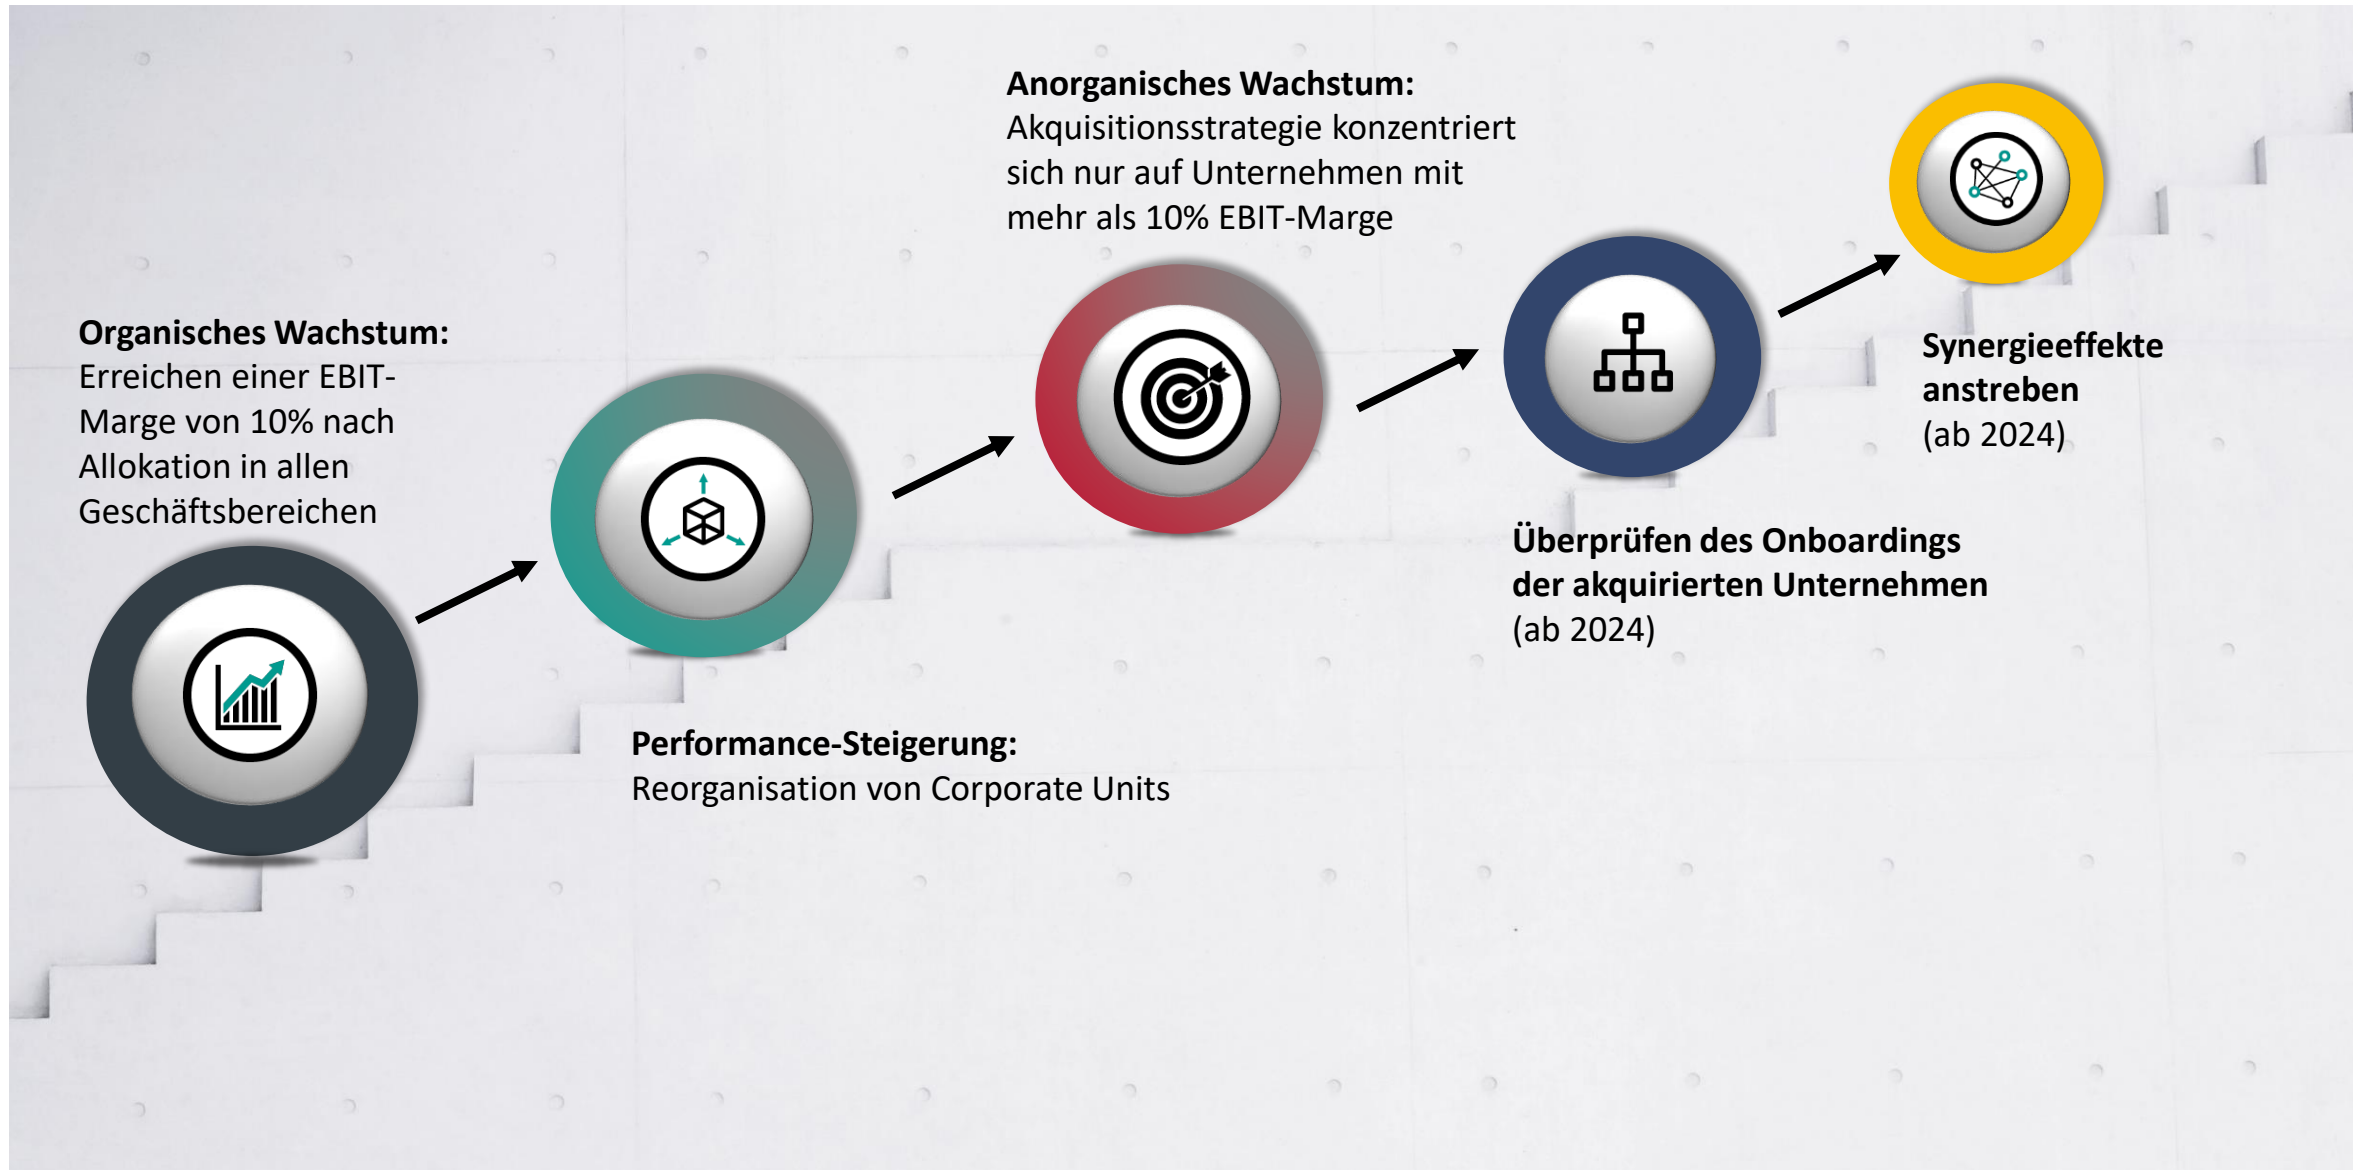 Organisches Wachstum:
Erreichen einer EBIT-
Marge von 10% nach
Allokation in allen
Geschäftsbereichen
Performance-Steigerung:
Reorganisation von Corporate Units
Anorganisches Wachstum:
Akquisitionsstrategie konzentriert
sich nur auf Unternehmen mit
mehr als 10% EBIT-Marge
Überprüfen des Onboardings
der akquirierten Unternehmen
(ab 2024)
Synergieeffekte
anstreben
(ab 2024)